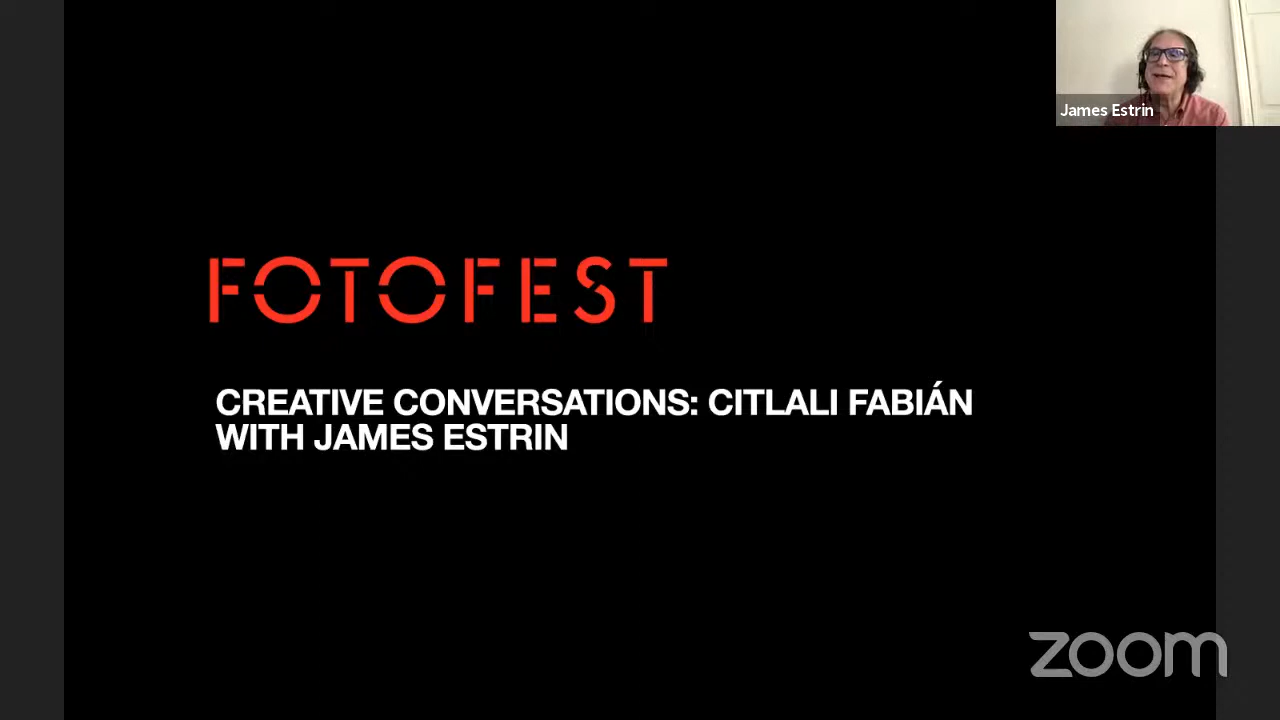 James Estrin
FOTOFEST
CREATIVE CONVERSATIONS: CITLALI FABIÁN
WITH JAMES ESTRIN
zoom